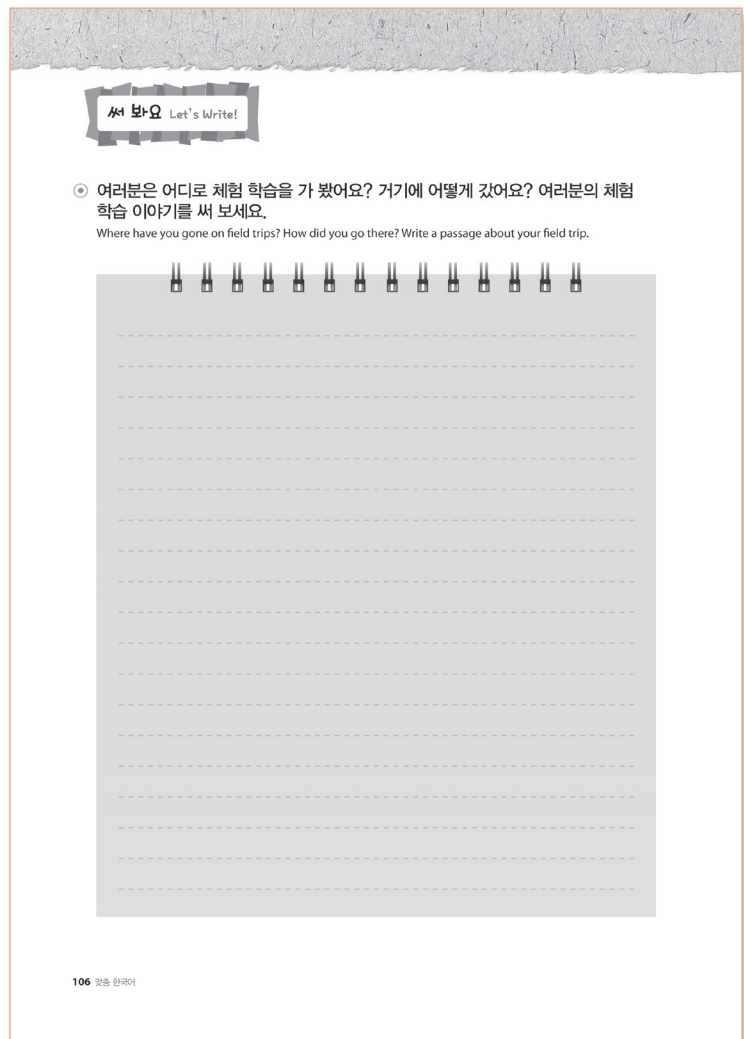 써 봐요 Let's Write!
여러분은 어디로 체험 학습을 가 봤어요? 거기에 어떻게 갔어요? 여러분의 체험
학습 이야기를 써 보세요.
Where have you gone on field trips? How did you go there? Write a passage about your field trip.
106 맞춤 한국어